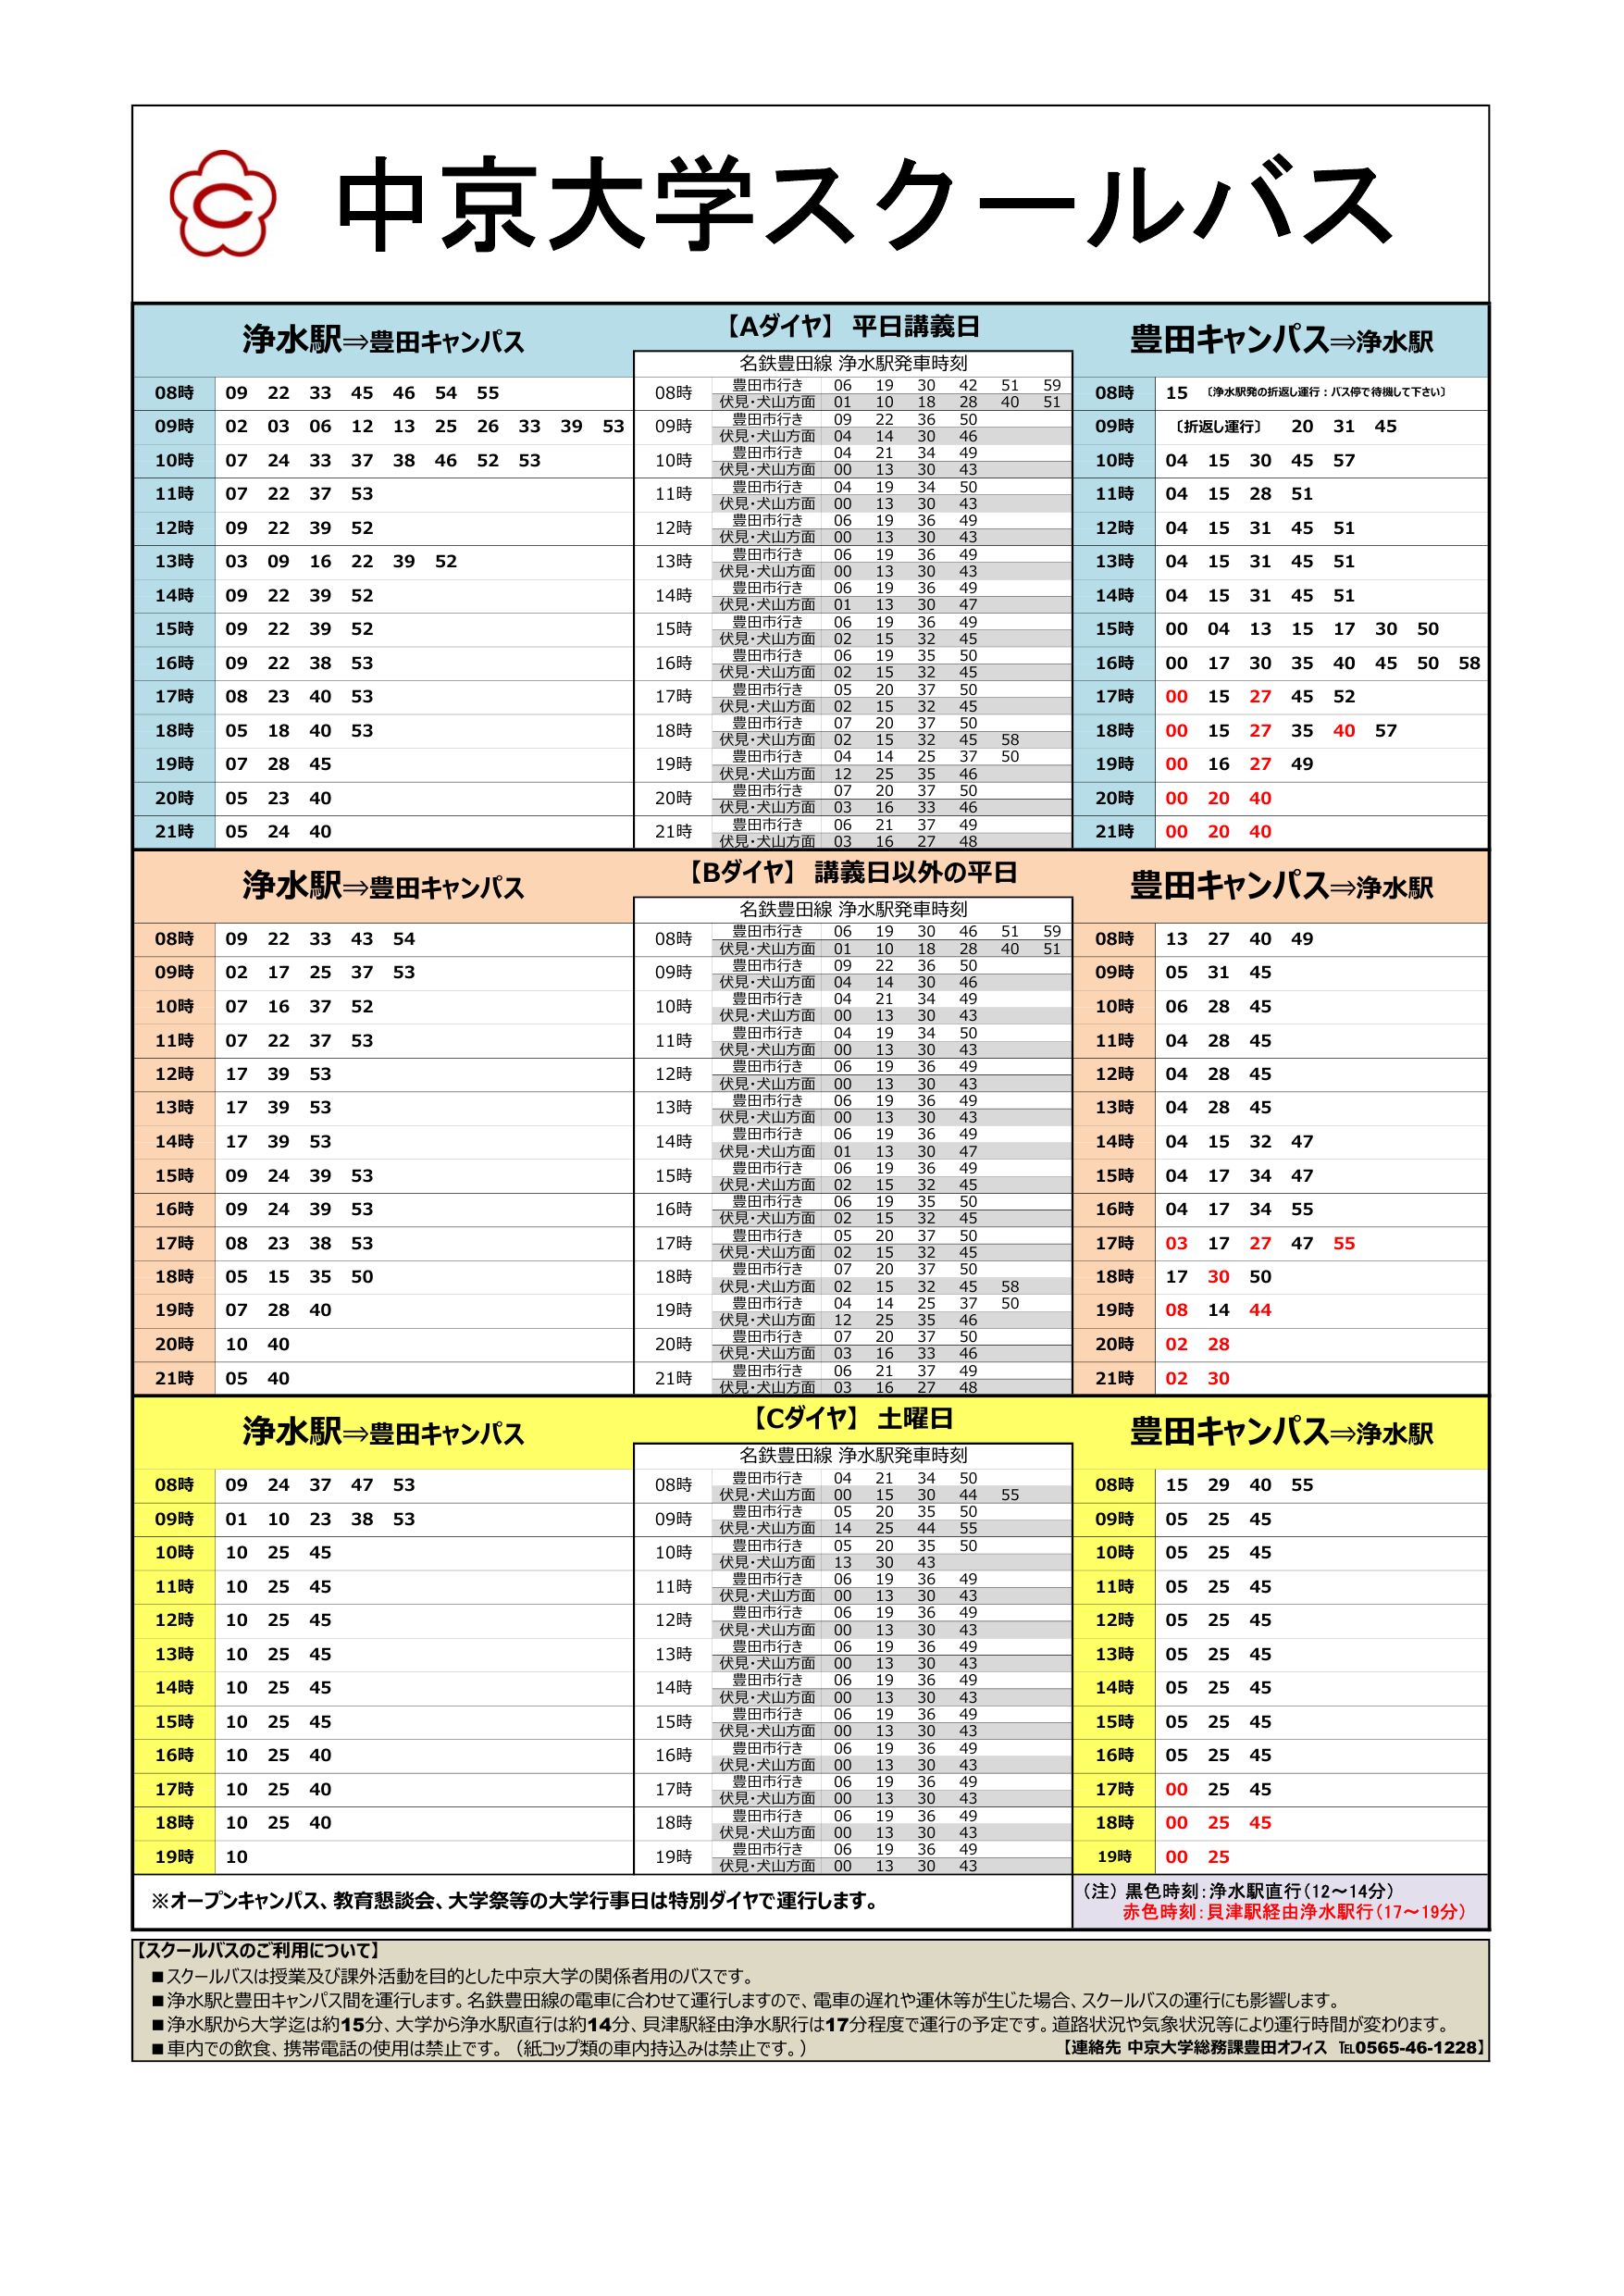 中京大学スクールバス
浄水駅⇒豊田キャンパス 【Aダイヤ】 平日講義日 豊田キャンパス⇒浄水駅
名鉄豊田線 浄水駅発車時刻
08時 09 22 33 45 46 54 55 08時 豊田市行き 06 19 30 42 51 59 08時 15 〔浄水駅発の折返し運行：バス停で待機して下さい〕
伏見・犬山方面 01 10 18 28 40 51
09時 02 03 06 12 13 25 26 33 39 53 09時 豊田市行き 09 22 36 50 09時 〔折返し運行〕 20 31 45
伏見・犬山方面 04 14 30 46
10時 07 24 33 37 38 46 52 53 10時 豊田市行き 04 21 34 49 10時 04 15 30 45 57
伏見・犬山方面 00 13 30 43
11時 07 22 37 53 11時 豊田市行き 04 19 34 50 11時 04 15 28 51
伏見・犬山方面 00 13 30 43
12時 09 22 39 52 12時 豊田市行き 06 19 36 49 12時 04 15 31 45 51
伏見・犬山方面 00 13 30 43
13時 03 09 16 22 39 52 13時 豊田市行き 06 19 36 49 13時 04 15 31 45 51
伏見・犬山方面 00 13 30 43
14時 09 22 39 52 14時 豊田市行き 06 19 36 49 14時 04 15 31 45 51
伏見・犬山方面 01 13 30 47
15時 09 22 39 52 15時 豊田市行き 06 19 36 49 15時 00 04 13 15 17 30 50
伏見・犬山方面 02 15 32 45
16時 09 22 38 53 16時 豊田市行き 06 19 35 50 16時 00 17 30 35 40 45 50 58
伏見・犬山方面 02 15 32 45
17時 08 23 40 53 17時 豊田市行き 05 20 37 50 17時 00 15 27 45 52
伏見・犬山方面 02 15 32 45
18時 05 18 40 53 18時 豊田市行き 07 20 37 50 18時 00 15 27 35 40 57
伏見・犬山方面 02 15 32 45 58
19時 07 28 45 19時 豊田市行き 04 14 25 37 50 19時 00 16 27 49
伏見・犬山方面 12 25 35 46
20時 05 23 40 20時 豊田市行き 07 20 37 50 20時 00 20 40
伏見・犬山方面 03 16 33 46
21時 05 24 40 21時 豊田市行き 06 21 37 49 21時 00 20 40
伏見・犬山方面 03 16 27 48
浄水駅⇒豊田キャンパス 【Bダイヤ】 講義日以外の平日 豊田キャンパス⇒浄水駅
名鉄豊田線 浄水駅発車時刻
08時 09 22 33 43 54 08時 豊田市行き 06 19 30 46 51 59 08時 13 27 40 49
伏見・犬山方面 01 10 18 28 40 51
09時 02 17 25 37 53 09時 豊田市行き 09 22 36 50 09時 05 31 45
伏見・犬山方面 04 14 30 46
10時 07 16 37 52 10時 豊田市行き 04 21 34 49 10時 06 28 45
伏見・犬山方面 00 13 30 43
11時 07 22 37 53 11時 豊田市行き 04 19 34 50 11時 04 28 45
伏見・犬山方面 00 13 30 43
12時 17 39 53 12時 豊田市行き 06 19 36 49 12時 04 28 45
伏見・犬山方面 00 13 30 43
13時 17 39 53 13時 豊田市行き 06 19 36 49 13時 04 28 45
伏見・犬山方面 00 13 30 43
14時 17 39 53 14時 豊田市行き 06 19 36 49 14時 04 15 32 47
伏見・犬山方面 01 13 30 47
15時 09 24 39 53 15時 豊田市行き 06 19 36 49 15時 04 17 34 47
伏見・犬山方面 02 15 32 45
16時 09 24 39 53 16時 豊田市行き 06 19 35 50 16時 04 17 34 55
伏見・犬山方面 02 15 32 45
17時 08 23 38 53 17時 豊田市行き 05 20 37 50 17時 03 17 27 47 55
伏見・犬山方面 02 15 32 45
18時 05 15 35 50 18時 豊田市行き 07 20 37 50 18時 17 30 50
伏見・犬山方面 02 15 32 45 58
19時 07 28 40 19時 豊田市行き 04 14 25 37 50 19時 08 14 44
伏見・犬山方面 12 25 35 46
20時 10 40 20時 豊田市行き 07 20 37 50 20時 02 28
伏見・犬山方面 03 16 33 46
21時 05 40 21時 豊田市行き 06 21 37 49 21時 02 30
伏見・犬山方面 03 16 27 48
浄水駅⇒豊田キャンパス 【Cダイヤ】 土曜日 豊田キャンパス⇒浄水駅
名鉄豊田線 浄水駅発車時刻
08時 09 24 37 47 53 08時 豊田市行き 04 21 34 50 08時 15 29 40 55
伏見・犬山方面 00 15 30 44 55
09時 01 10 23 38 53 09時 豊田市行き 05 20 35 50 09時 05 25 45
伏見・犬山方面 14 25 44 55
10時 10 25 45 10時 豊田市行き 05 20 35 50 10時 05 25 45
伏見・犬山方面 13 30 43
11時 10 25 45 11時 豊田市行き 06 19 36 49 11時 05 25 45
伏見・犬山方面 00 13 30 43
12時 10 25 45 12時 豊田市行き 06 19 36 49 12時 05 25 45
伏見・犬山方面 00 13 30 43
13時 10 25 45 13時 豊田市行き 06 19 36 49 13時 05 25 45
伏見・犬山方面 00 13 30 43
14時 10 25 45 14時 豊田市行き 06 19 36 49 14時 05 25 45
伏見・犬山方面 00 13 30 43
15時 10 25 45 15時 豊田市行き 06 19 36 49 15時 05 25 45
伏見・犬山方面 00 13 30 43
16時 10 25 40 16時 豊田市行き 06 19 36 49 16時 05 25 45
伏見・犬山方面 00 13 30 43
17時 10 25 40 17時 豊田市行き 06 19 36 49 17時 00 25 45
伏見・犬山方面 00 13 30 43
18時 10 25 40 18時 豊田市行き 06 19 36 49 18時 00 25 45
伏見・犬山方面 00 13 30 43
19時 10 19時 豊田市行き 06 19 36 49 19時 00 25
伏見・犬山方面 00 13 30 43
※オープンキャンパス、教育懇談会、大学祭等の大学行事日は特別ダイヤで運行します。
（注）黒色時刻：浄水駅直行（12～14分）
赤色時刻：貝津駅経由浄水駅行（17～19分）
【スクールバスのご利用について】
■スクールバスは授業及び課外活動を目的とした中京大学の関係者用のバスです。
■浄水駅と豊田キャンパス間を運行します。名鉄豊田線の電車に合わせて運行しますので、電車の遅れや運休等が生じた場合、スクールバスの運行にも影響します。
■浄水駅から大学迄は約15分、大学から浄水駅直行は約14分、貝津駅経由浄水駅行は17分程度で運行の予定です。道路状況や気象状況等により運行時間が変わります。
■車内での飲食、携帯電話の使用は禁止です。（紙コップ類の車内持込みは禁止です。） 【連絡先 中京大学総務課豊田オフィス ℡0565-46-1228】